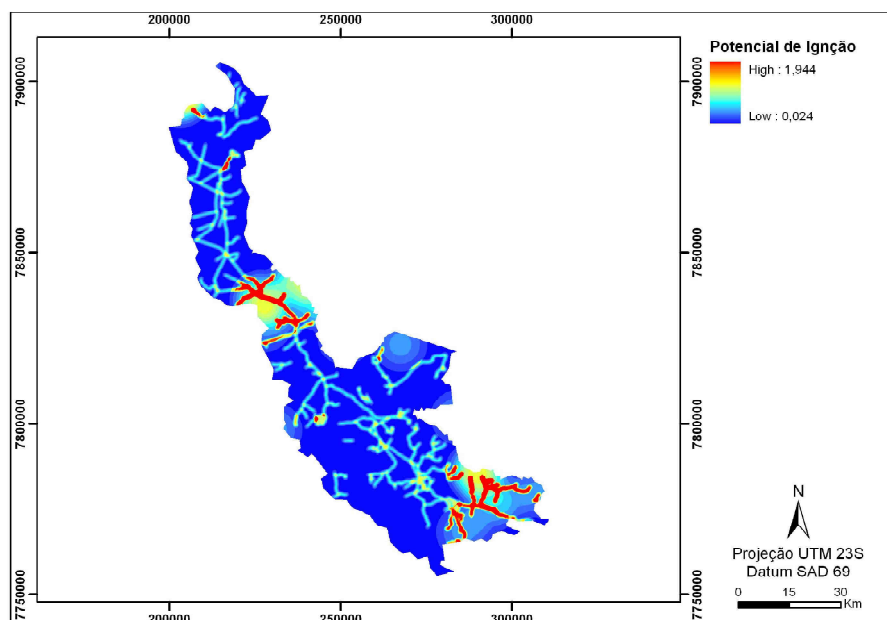 200000 250000 300000
7900000
7850000
7800000
7750000
7900000
7850000
7800000
7750000
200000 250000 300000
Potencial de Ignção
High : 1,944
Low : 0,024
N
Projeção UTM 23S
Datum SAD 69
0 15 30
Km